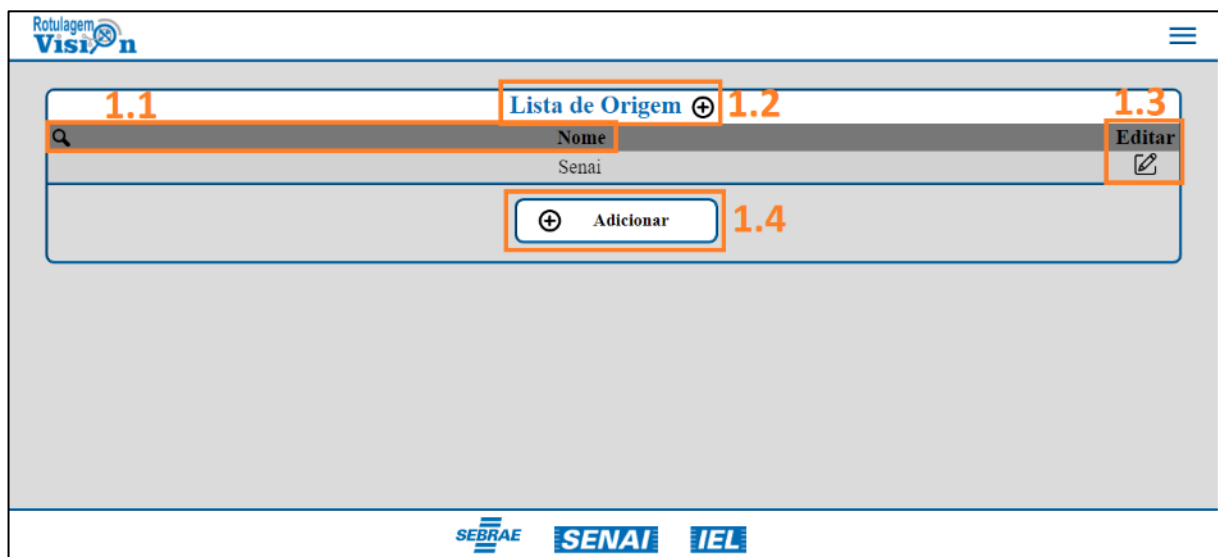 Rotulagem
Visi n
1.1 Lista de Origem 1.2 1.3
Nome Editar
Senai
Adicionar 1.4
SEBRAE SENAI IEL